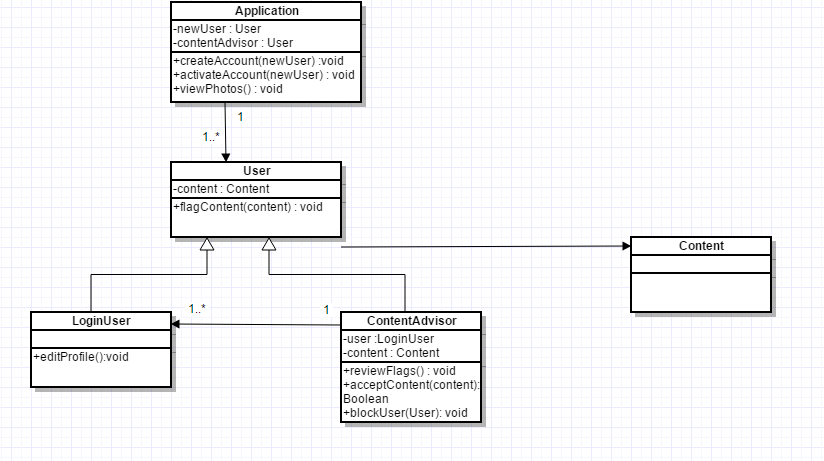 Application
-newUser : User
-contentAdvisor : User
+createAccount(newUser) :void
+activateAccount(newUser) : void
+viewPhotos() : void
1
1..*
User
-content : Content
+flagContent(content) : void
Content
1..*
1
LoginUser
+editProfile():void
ContentAdvisor
-user :LoginUser
-content : Content
+reviewFlags() : void
+acceptContent(content):
Boolean
+blockUser(User): void